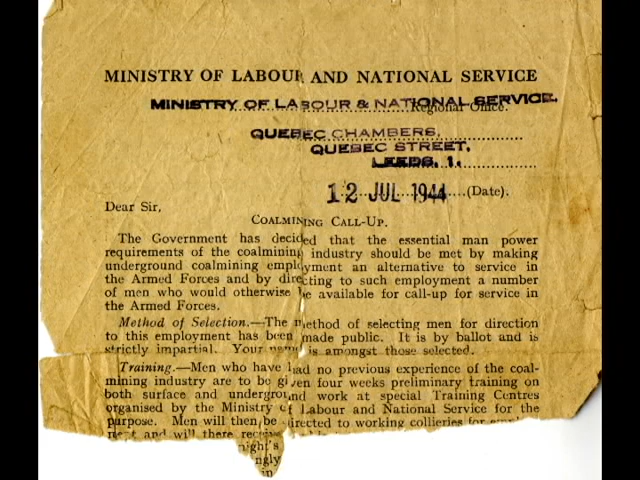 MINISTRY OF LABOUR AND NATIONAL SERVICE
MINISTRY OF LABOUR & NATIONAL SERVICE.
Regional Office.
QUEBEC CHAMBERS,
QUEBEC STREET,
LEEDS, 1.
12 JUL 1944 (Date).
Dear Sir,
COALMINING CALL-UP.
The Government has decided that the essential man power
requirements of the coalmining industry should be met by making
underground coalmining employment an alternative to service in
the Armed Forces and by directing to such employment a number
of men who would otherwise be available for call-up for service in
the Armed Forces.
Method of Selection.—The method of selecting men for direction
to this employment has been made public. It is by ballot and is
strictly impartial. Your name is amongst those selected.
Training.—Men who have had no previous experience of the coal-
mining industry are to be given four weeks preliminary training on
both surface and underground work at special Training Centres
organised by the Ministry of Labour and National Service for the
purpose. Men will then be directed to working collieries for
and will there
night's
ngly
in